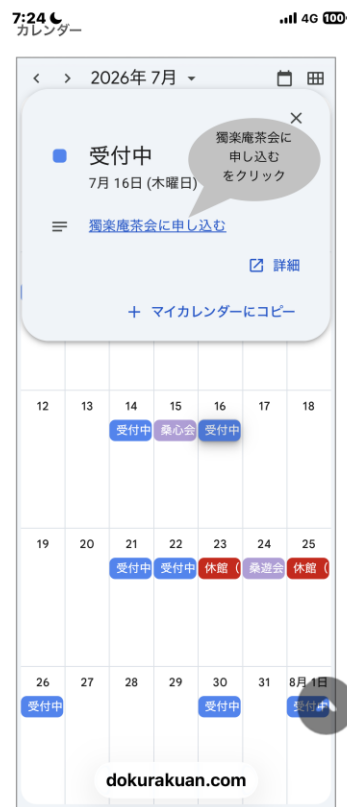 7:24
4G 100
カレンダー
2026年 7月
獨楽庵茶会に
申し込む
をクリック
受付中
7月 16日 (木曜日)
獨楽庵茶会に申し込む
詳細
+ マイカレンダーにコピー
12 13 14 15 16 17 18
受付中 桑心会 受付中
19 20 21 22 23 24 25
受付中 受付中 休館（ 桑遊会 休館（
26 27 28 29 30 31 8月 1日
受付中 受付中 受付中
dokurakuan.com